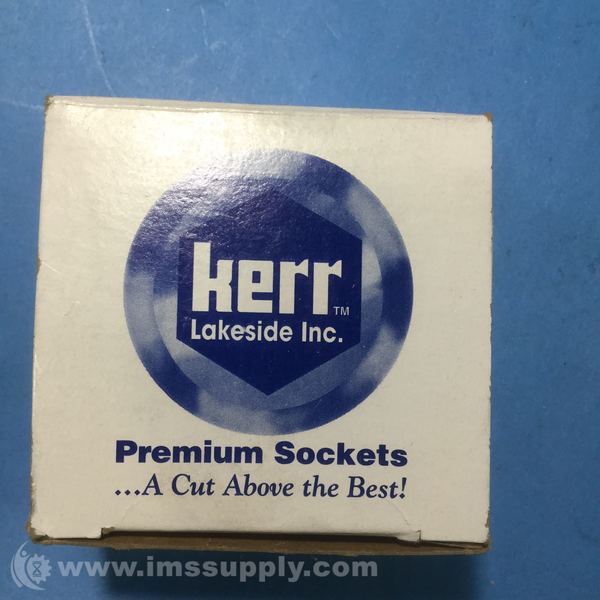 kerr™
Lakeside Inc.
Premium Sockets
...A Cut Above the Best!
www.imssupply.com